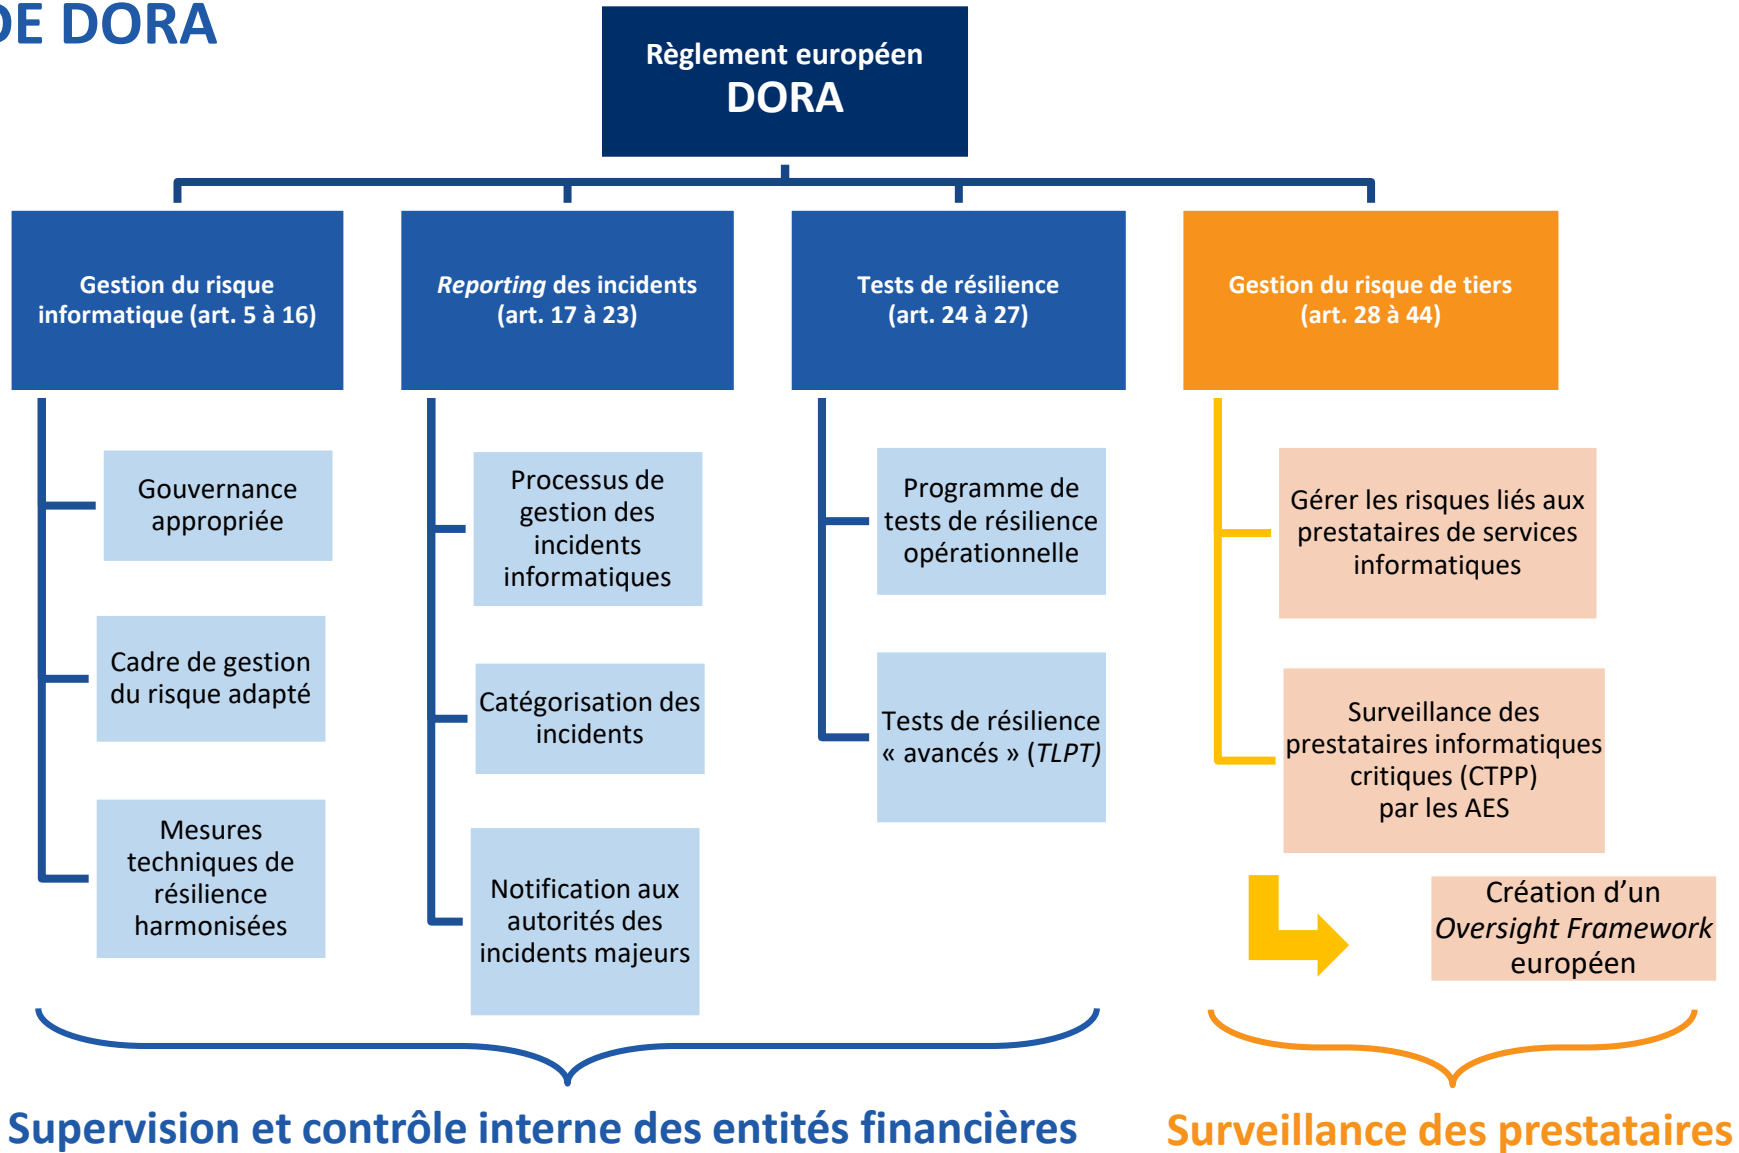 DE DORA
Règlement européen
DORA
Gestion du risque
informatique (art. 5 à 16)
Reporting des incidents
(art. 17 à 23)
Tests de résilience
(art. 24 à 27)
Gestion du risque de tiers
(art. 28 à 44)
Gouvernance
appropriée
Cadre de gestion
du risque adapté
Mesures
techniques de
résilience
harmonisées
Processus de
gestion des
incidents
informatiques
Catégorisation des
incidents
Notification aux
autorités des
incidents majeurs
Programme de
tests de résilience
opérationnelle
Tests de résilience
« avancés » (TLPT)
Gérer les risques liés aux
prestataires de services
informatiques
Surveillance des
prestataires informatiques
critiques (CTPP)
par les AES
Création d’un
Oversight Framework
européen
Supervision et contrôle interne des entités financières
Surveillance des prestataires